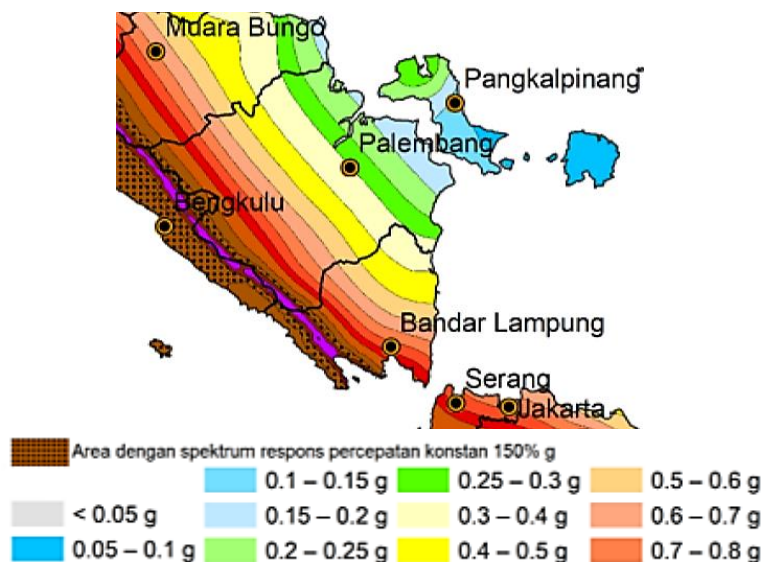 Muara Bungo
Pangkalpinang
Palembang
Bengkulu
Bandar Lampung
Serang
Jakarta
Area dengan spektrum respons percepatan konstan 150% g
0.1 – 0.15 g
0.25 – 0.3 g
0.5 – 0.6 g
< 0.05 g
0.15 – 0.2 g
0.3 – 0.4 g
0.6 – 0.7 g
0.05 – 0.1 g
0.2 – 0.25 g
0.4 – 0.5 g
0.7 – 0.8 g